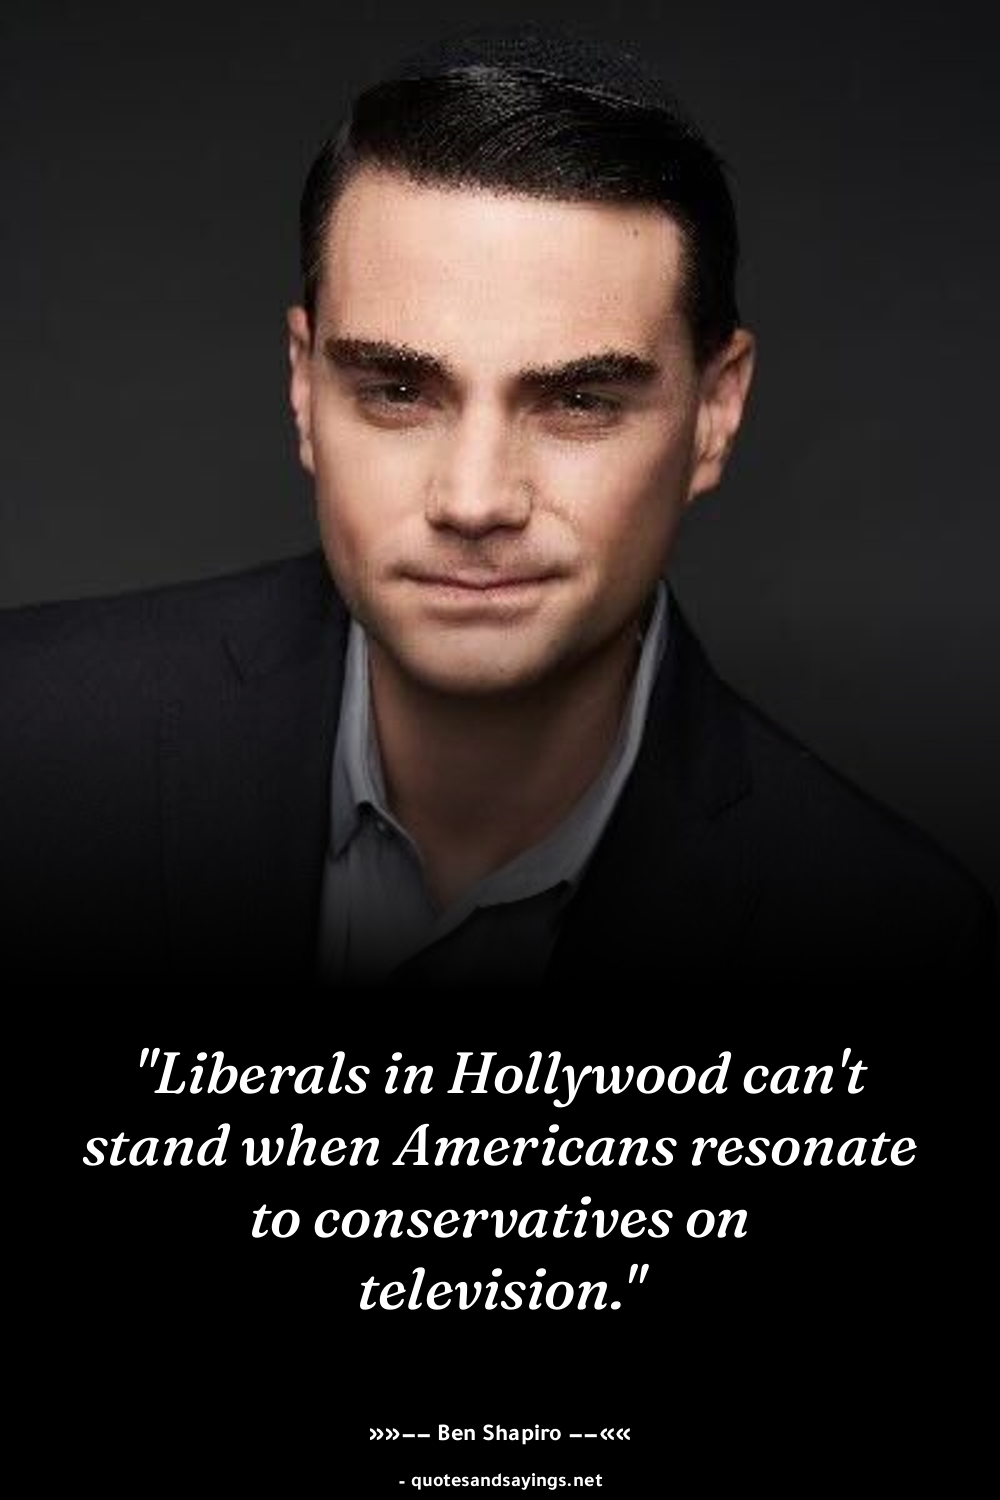 "Liberals in Hollywood can't
stand when Americans resonate
to conservatives on
television."
»»–– Ben Shapiro ––««
- quotesandsayings.net